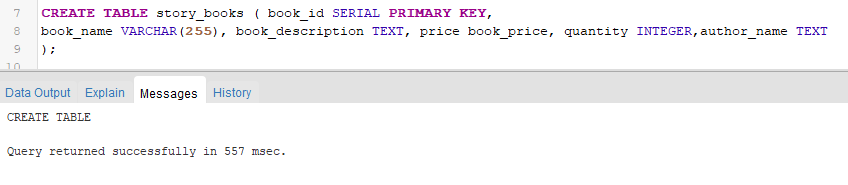 7 CREATE TABLE story_books ( book_id SERIAL PRIMARY KEY,
8 book_name VARCHAR(255), book_description TEXT, price book_price, quantity INTEGER,author_name TEXT
9 );
10
Data Output Explain Messages History
CREATE TABLE
Query returned successfully in 557 msec.